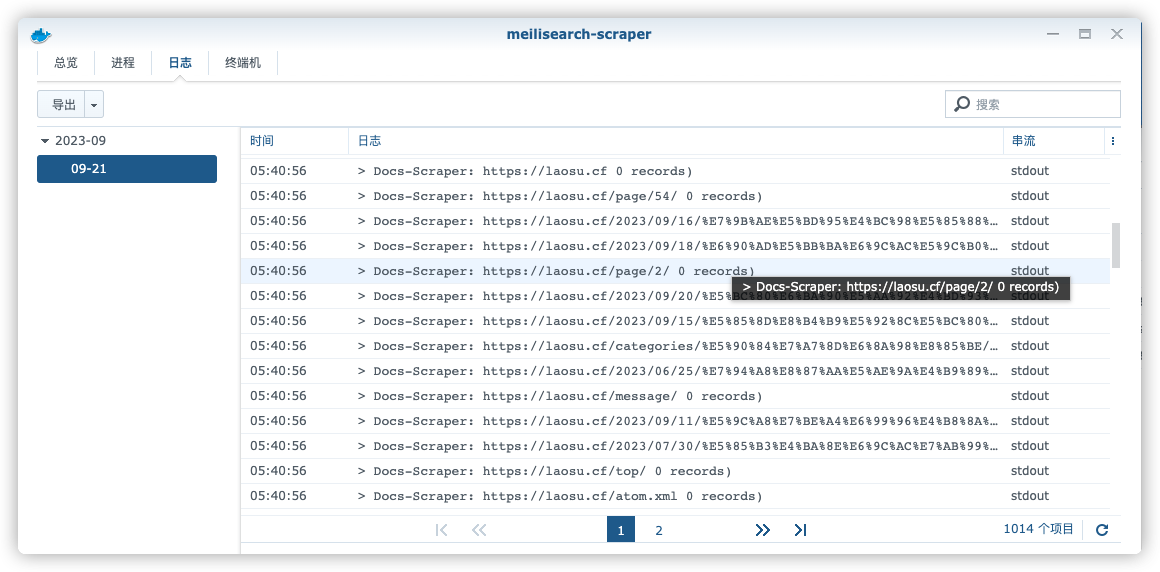 meilisearch-scraper
总览 进程 日志 终端机
导出 搜索
2023-09
09-21
时间 日志 串流
05:40:56 > Docs-Scraper: https://laosu.cf 0 records) stdout
05:40:56 > Docs-Scraper: https://laosu.cf/page/54/ 0 records) stdout
05:40:56 > Docs-Scraper: https://laosu.cf/2023/09/16/%E7%9B%AE%E5%BD%95%E4%BC%98%E5%85%88%... stdout
05:40:56 > Docs-Scraper: https://laosu.cf/2023/09/18/%E6%90%AD%E5%BB%BA%E6%9C%AC%E5%9C%B0%... stdout
05:40:56 > Docs-Scraper: https://laosu.cf/page/2/ 0 records) stdout
> Docs-Scraper: https://laosu.cf/page/2/ 0 records)
05:40:56 > Docs-Scraper: https://laosu.cf/2023/09/20/%E5%BC%80%E6%BA%90%E5%AA%92%E4%BD%93%... stdout
05:40:56 > Docs-Scraper: https://laosu.cf/2023/09/15/%E5%85%8D%E8%B4%B9%E5%92%8C%E5%BC%80%... stdout
05:40:56 > Docs-Scraper: https://laosu.cf/categories/%E5%90%84%E7%A7%8D%E6%8A%98%E8%85%BE/... stdout
05:40:56 > Docs-Scraper: https://laosu.cf/2023/06/25/%E7%94%A8%E8%87%AA%E5%AE%9A%E4%B9%89%... stdout
05:40:56 > Docs-Scraper: https://laosu.cf/message/ 0 records) stdout
05:40:56 > Docs-Scraper: https://laosu.cf/2023/09/11/%E5%9C%A8%E7%BE%A4%E6%99%96%E4%B8%8A%... stdout
05:40:56 > Docs-Scraper: https://laosu.cf/2023/07/30/%E5%85%B3%E4%BA%8E%E6%9C%AC%E7%AB%99%... stdout
05:40:56 > Docs-Scraper: https://laosu.cf/top/ 0 records) stdout
05:40:56 > Docs-Scraper: https://laosu.cf/atom.xml 0 records) stdout
1 2 1014 个项目